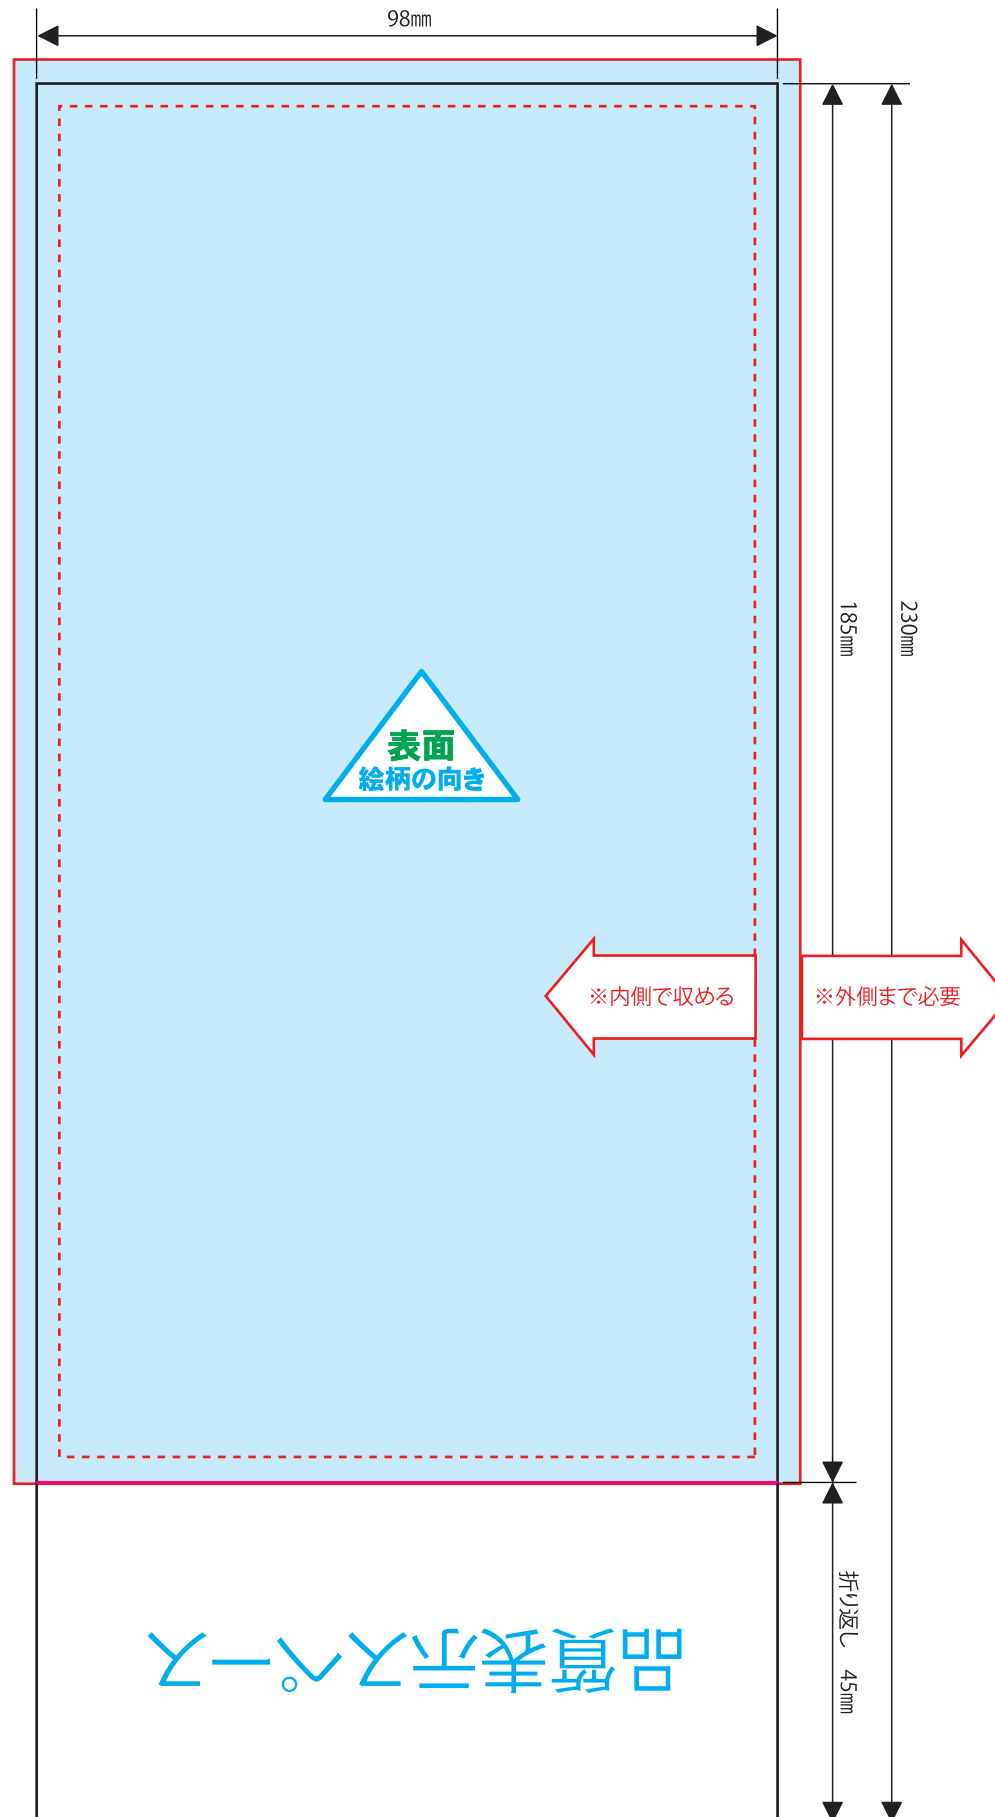 98㎜
230㎜
185㎜
表面
絵柄の向き
※内側で収める
※外側まで必要
折り返し 45㎜
品質表示スペース